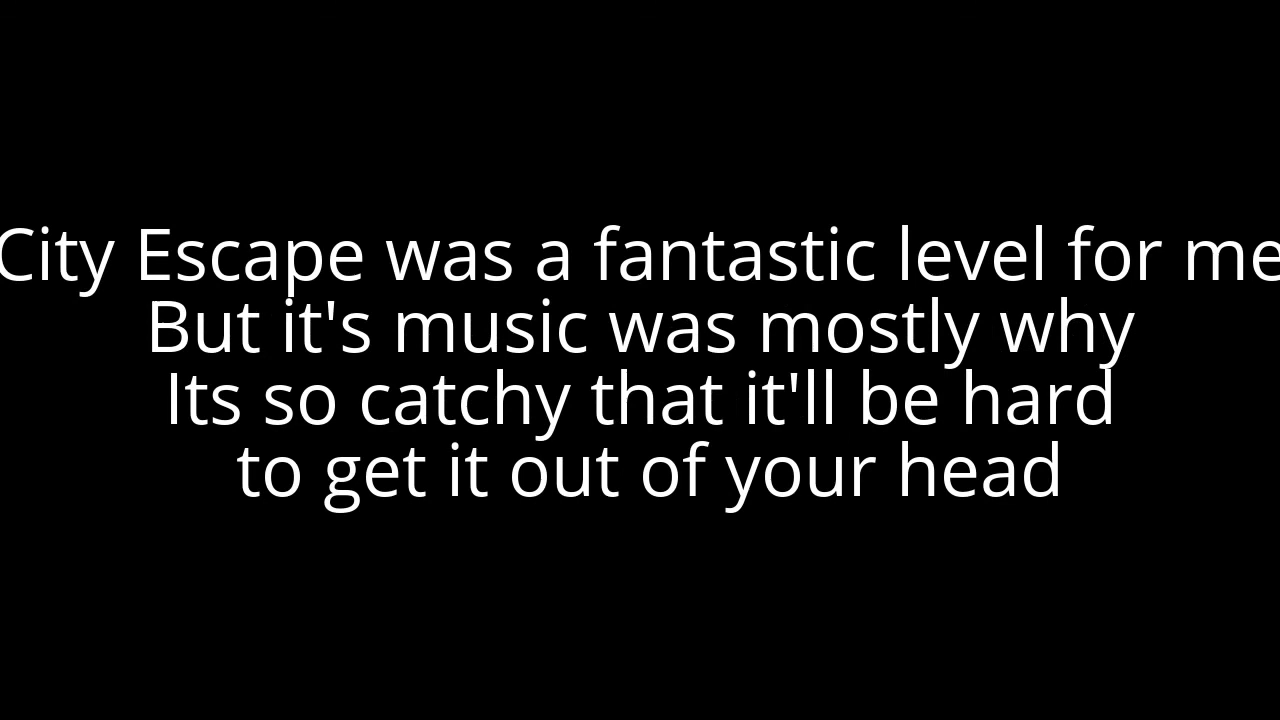 City Escape was a fantastic level for me
But it's music was mostly why
Its so catchy that it'll be hard
to get it out of your head